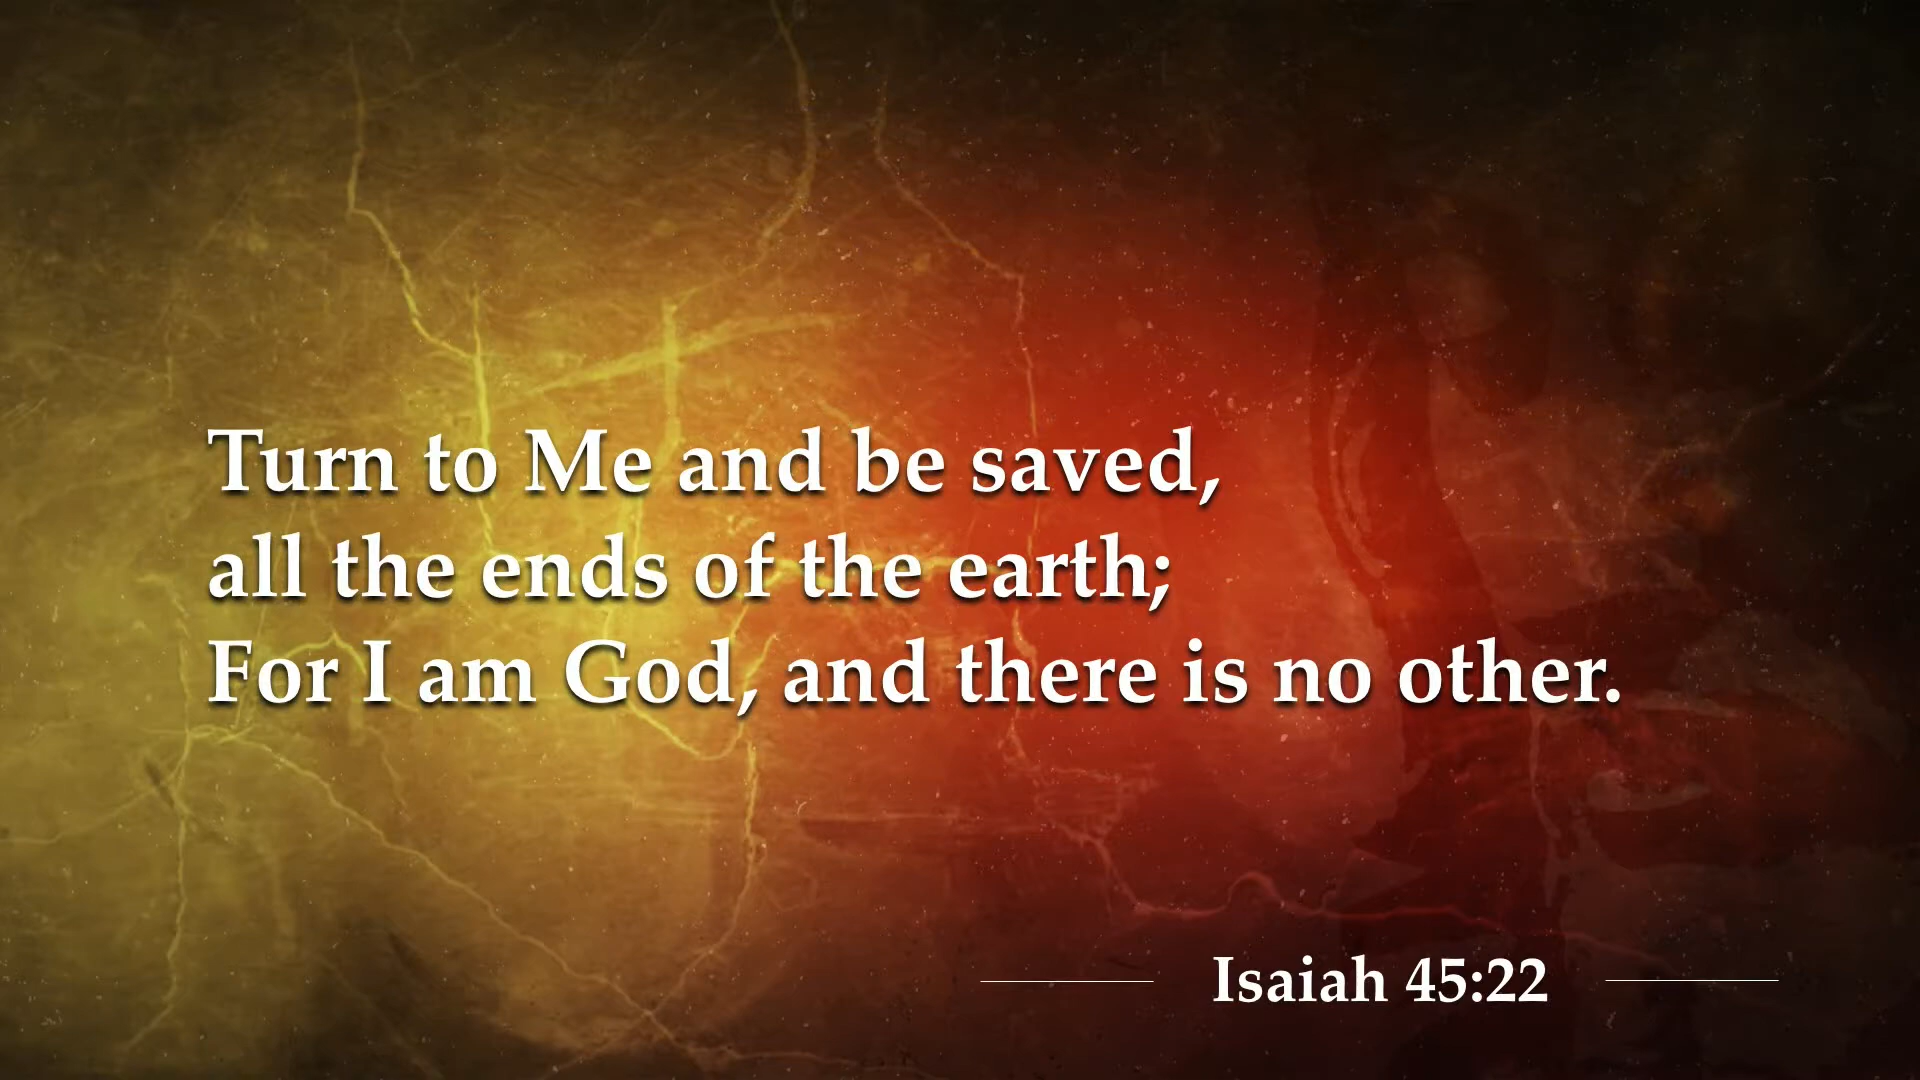 Turn to Me and be saved,
all the ends of the earth;
For I am God, and there is no other.
Isaiah 45:22